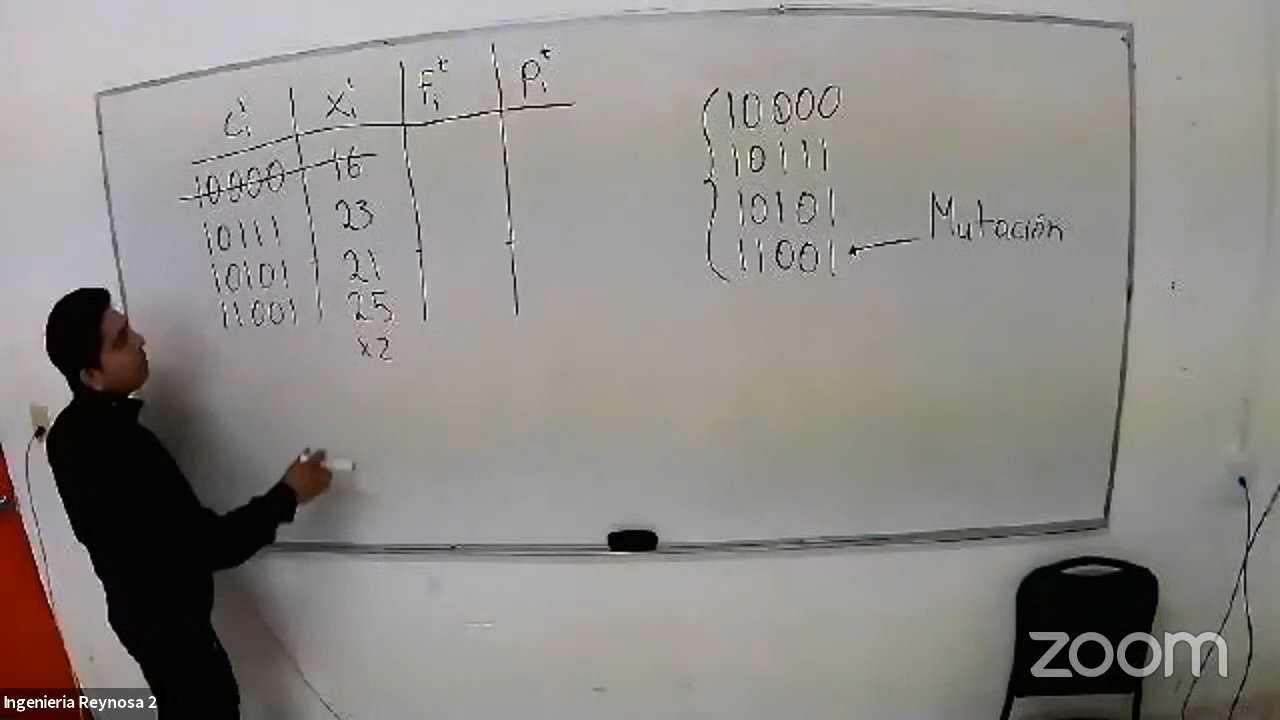 Ci Xi fi^t Pi^t
10000 16
10111 23
10101 21
11001 25
x2
10000
10111
10101
11001
Mutación
zoom
Ingenieria Reynosa 2